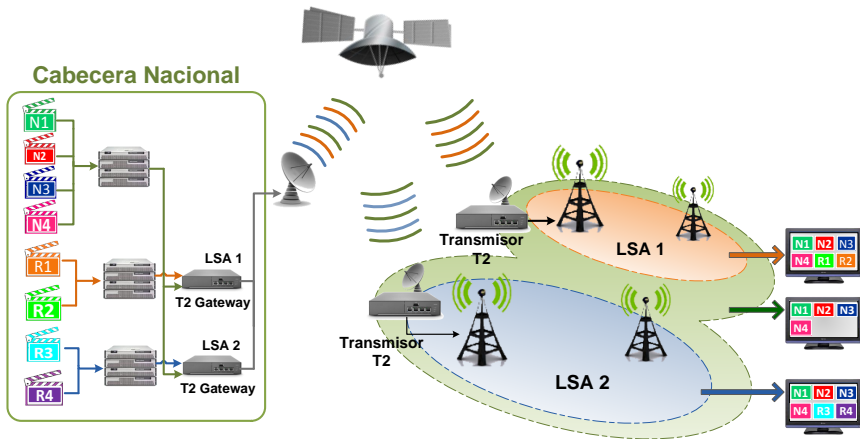 Cabecera Nacional
N1
N2
N3
N4
R1
R2
R3
R4
LSA 1
T2 Gateway
LSA 2
T2 Gateway
Transmisor
T2
LSA 1
Transmisor
T2
LSA 2
N1 N2 N3
N4 R1 R2
N1 N2 N3
N4
N1 N2 N3
N4 R3 R4